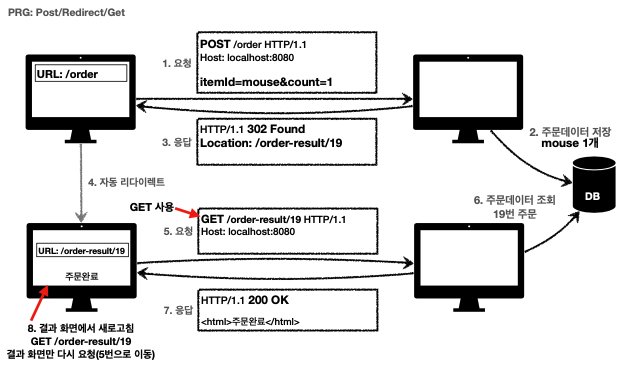 PRG: Post/Redirect/Get
URL: /order
1. 요청
POST /order HTTP/1.1
Host: localhost:8080
itemId=mouse&count=1
3. 응답
HTTP/1.1 302 Found
Location: /order-result/19
2. 주문데이터 저장
mouse 1개
DB
4. 자동 리다이렉트
GET 사용
5. 요청
GET /order-result/19 HTTP/1.1
Host: localhost:8080
6. 주문데이터 조회
19번 주문
URL: /order-result/19
주문완료
7. 응답
HTTP/1.1 200 OK
<html>주문완료</html>
8. 결과 화면에서 새로고침
GET /order-result/19
결과 화면만 다시 요청(5번으로 이동)